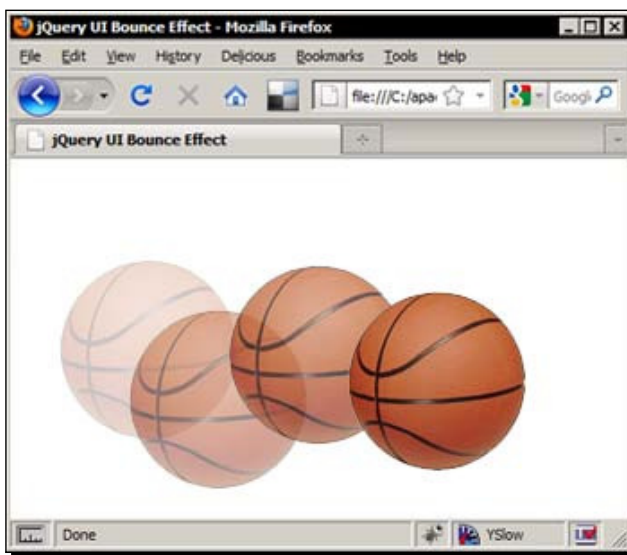 jQuery UI Bounce Effect - Mozilla Firefox
File Edit View History Delicious Bookmarks Tools Help
file:///C:/apa Googl
jQuery UI Bounce Effect
Done YSlow